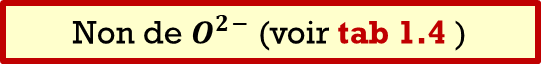 Non de O²⁻ (voir tab 1.4 )